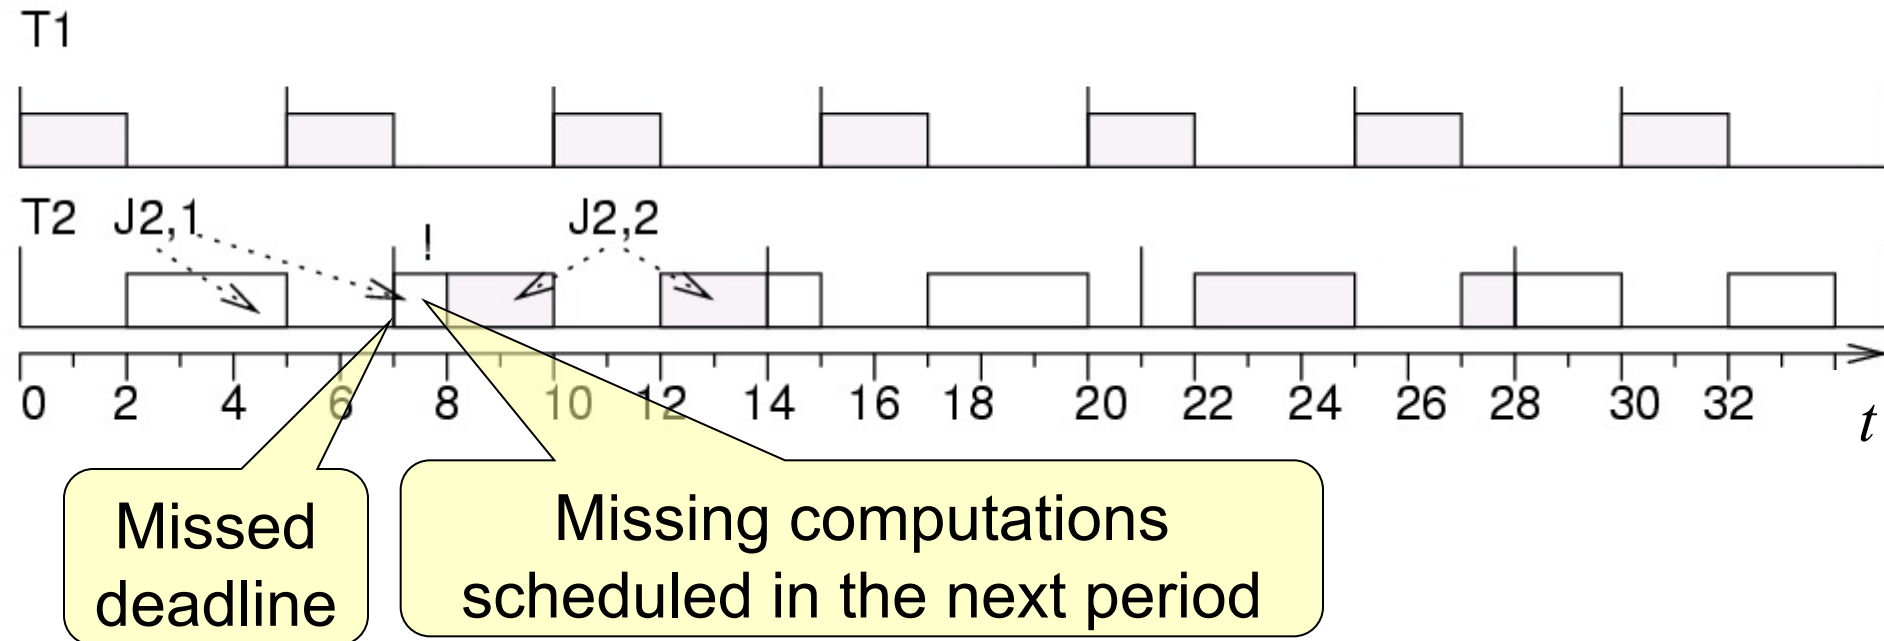 T1
T2 J2,1 ! J2,2
0 2 4 6 8 10 12 14 16 18 20 22 24 26 28 30 32 t
Missed
deadline
Missing computations
scheduled in the next period